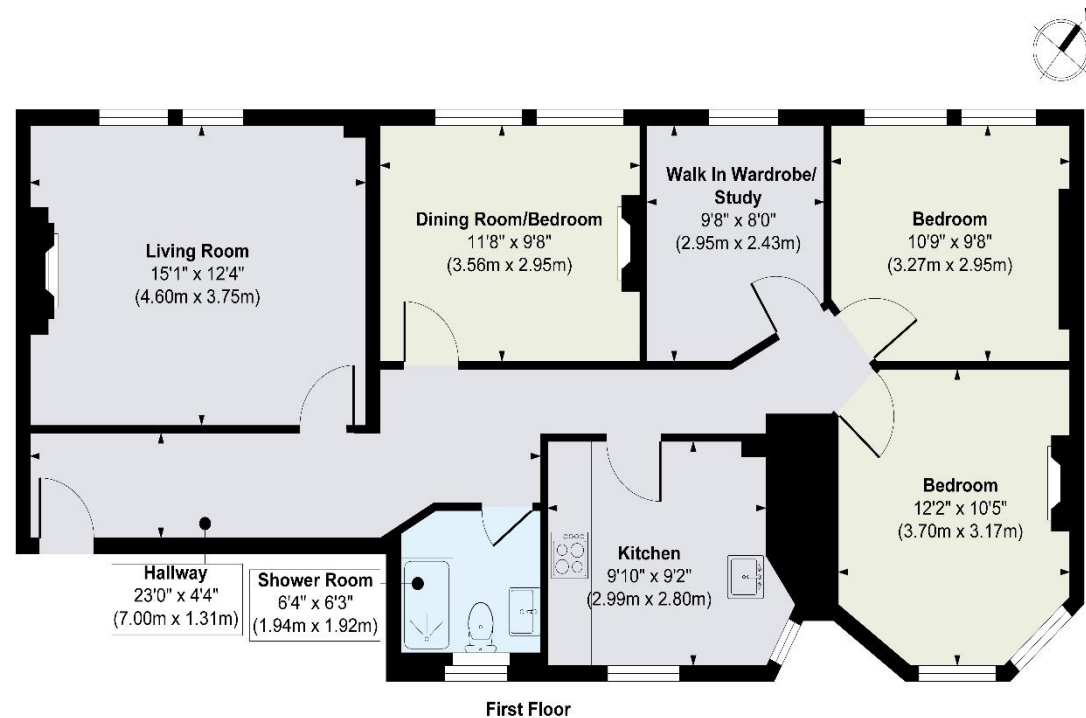 Living Room
15'1" x 12'4"
(4.60m x 3.75m)
Dining Room/Bedroom
11'8" x 9'8"
(3.56m x 2.95m)
Walk In Wardrobe/
Study
9'8" x 8'0"
(2.95m x 2.43m)
Bedroom
10'9" x 9'8"
(3.27m x 2.95m)
Bedroom
12'2" x 10'5"
(3.70m x 3.17m)
Kitchen
9'10" x 9'2"
(2.99m x 2.80m)
Hallway
23'0" x 4'4"
(7.00m x 1.31m)
Shower Room
6'4" x 6'3"
(1.94m x 1.92m)
First Floor